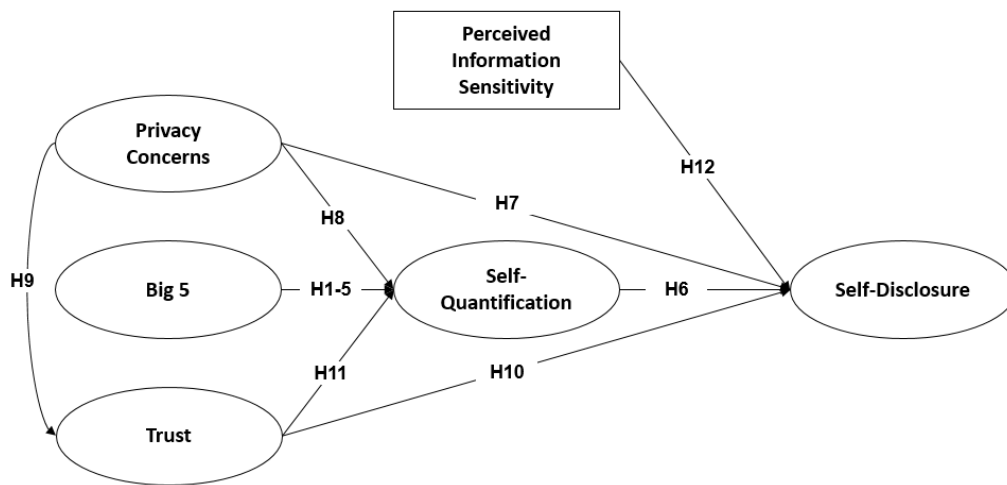 Perceived
Information
Sensitivity
Privacy
Concerns
H12
H7
H8
H9
Big 5
H1-5
Self-
Quantification
H6
Self-Disclosure
H11
H10
Trust